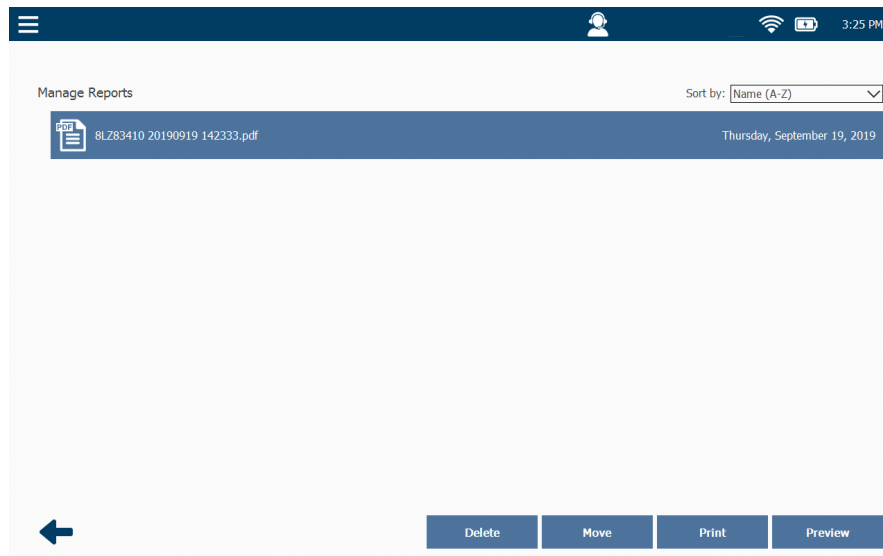 3:25 PM
Manage Reports
Sort by: Name (A-Z)
PDF
8LZ83410 20190919 142333.pdf
Thursday, September 19, 2019
Delete
Move
Print
Preview